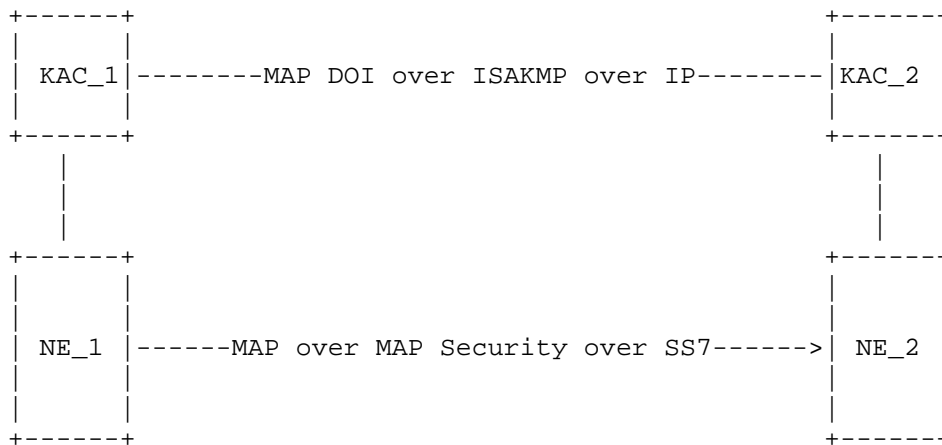 KAC_1 --------MAP DOI over ISAKMP over IP-------- KAC_2
NE_1 ------MAP over MAP Security over SS7------> NE_2